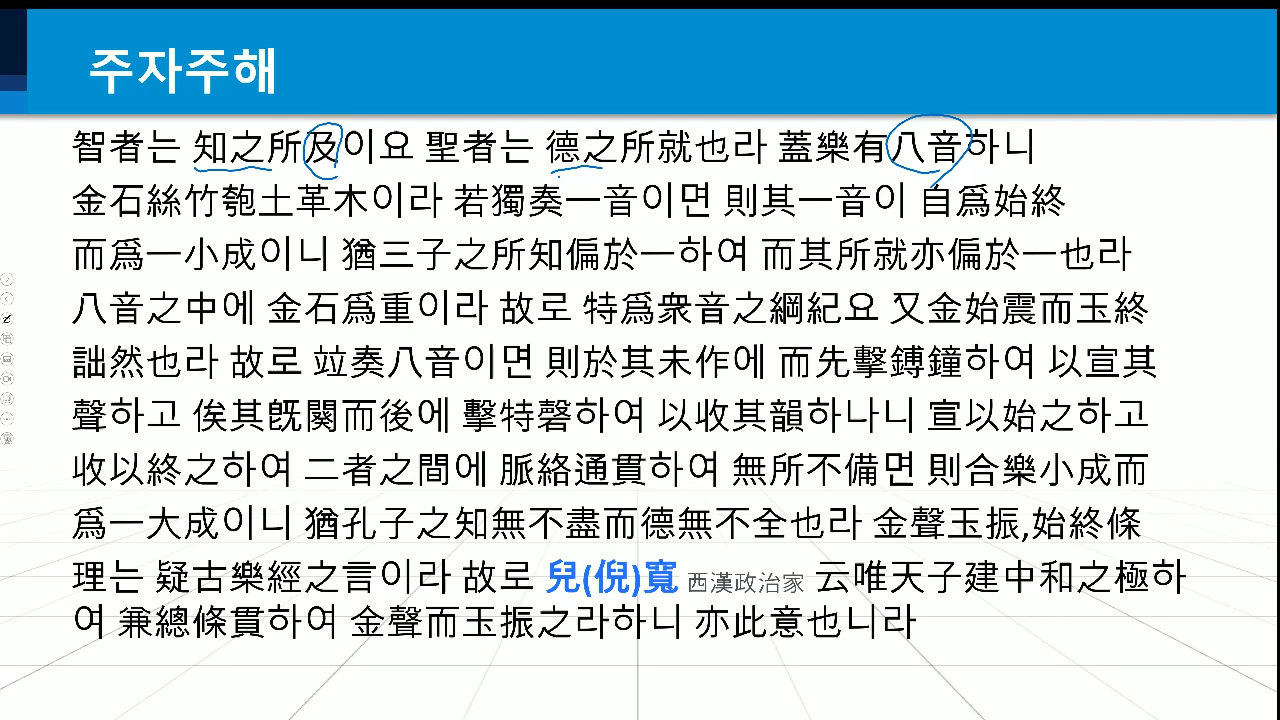 주자주해
智者는 知之所及이요 聖者는 德之所就也라 蓋樂有八音하니
金石絲竹匏土革木이라 若獨奏一音이면 則其一音이 自爲始終
而爲一小成이니 猶三子之所知偏於一하여 而其所就亦偏於一也라
八音之中에 金石爲重이라 故로 特爲衆音之綱紀요 又金始震而玉終
詘然也라 故로 竝奏八音이면 則於其未作에 而先擊鎛鐘하여 以宣其
聲하고 俟其旣闋而後에 擊特磬하여 以收其韻하나니 宣以始之하고
收以終之하여 二者之間에 脈絡通貫하여 無所不備면 則合樂小成而
爲一大成이니 猶孔子之知無不盡而德無不全也라 金聲玉振,始終條
理는 疑古樂經之言이라 故로 兒(倪)寬 西漢政治家 云唯天子建中和之極하
여 兼總條貫하여 金聲而玉振之라하니 亦此意也니라